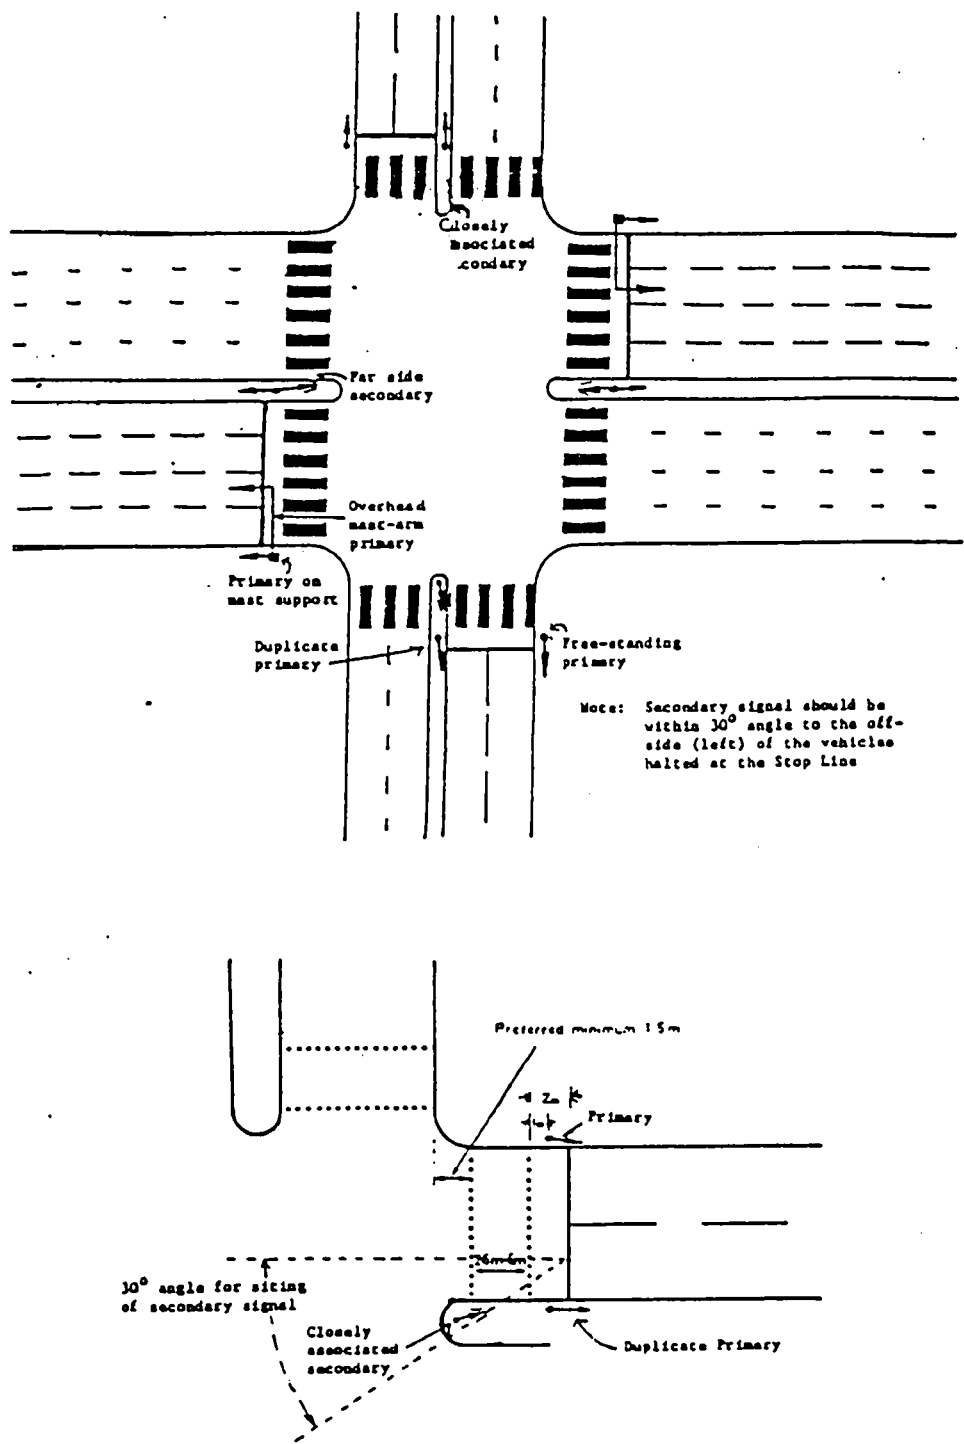 Closely
associated
condary
Far side
secondary
Overhead
mast-arm
primary
Primary on
mast support
Duplicate
primary
Free-standing
primary
Note: Secondary signal should be
within 30° angle to the off-
side (left) of the vehicles
halted at the Stop Line
Preferred minimum 1.5m
2m
Primary
30° angle for siting
of secondary signal
Closely
associated
secondary
Duplicate Primary